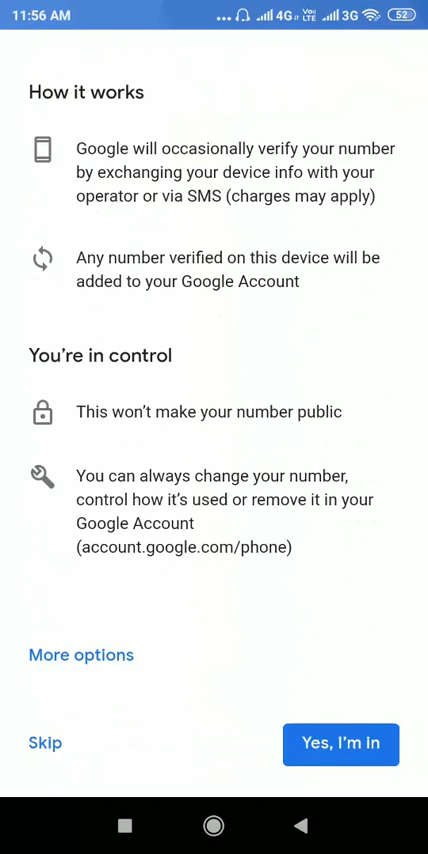 11:56 AM ... 4G Vo) LTE 3G 52
How it works
Google will occasionally verify your number
by exchanging your device info with your
operator or via SMS (charges may apply)
Any number verified on this device will be
added to your Google Account
You're in control
This won't make your number public
You can always change your number,
control how it's used or remove it in your
Google Account
(account.google.com/phone)
More options
Skip
Yes, I'm in